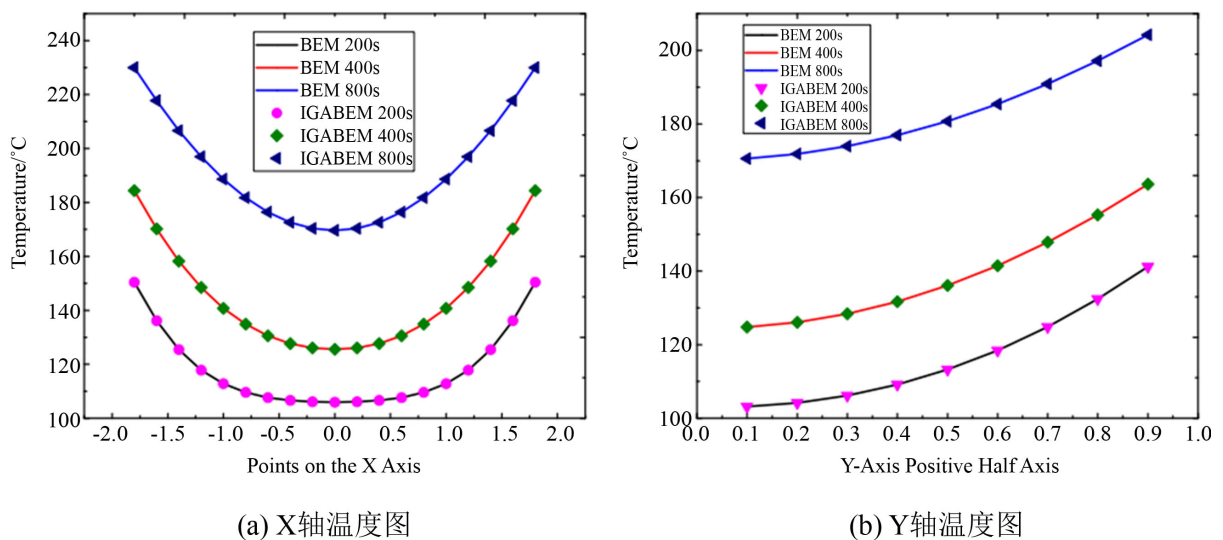 240
220
200
180
170
140
120
100
Temperature/°C
BEM 200s
BEM 400s
BEM 800s
IGABEM 200s
IGABEM 400s
IGABEM 800s
-2.0 -1.5 -1.0 -0.5 0.0 0.5 1.0 1.5 2.0
Points on the X Axis
(a) X轴温度图
200
180
160
140
120
100
Temperature/°C
BEM 200s
BEM 400s
BEM 800s
IGABEM 200s
IGABEM 400s
IGABEM 800s
0.0 0.1 0.2 0.3 0.4 0.5 0.6 0.7 0.8 0.9 1.0
Y-Axis Positive Half Axis
(b) Y轴温度图